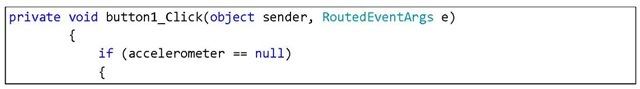 private void button1_Click(object sender, RoutedEventArgs e)
{
if (accelerometer == null)
{